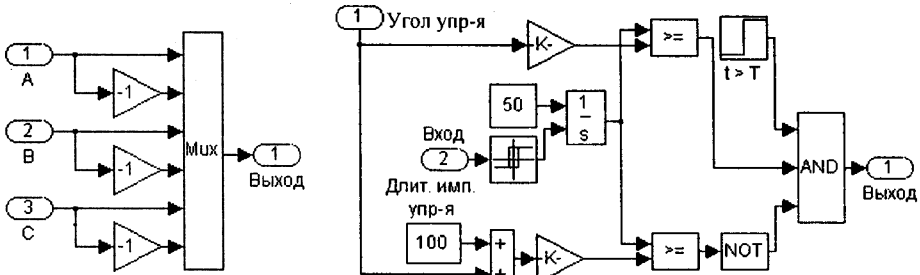 1
A
-1
2
B
-1
3
C
-1
Mux
1
Выход
1
Угол упр-я
-K-
>=
t > T
50
1
s
Вход
2
Длит. имп.
упр-я
100
+
+
-K-
>=
NOT
AND
1
Выход